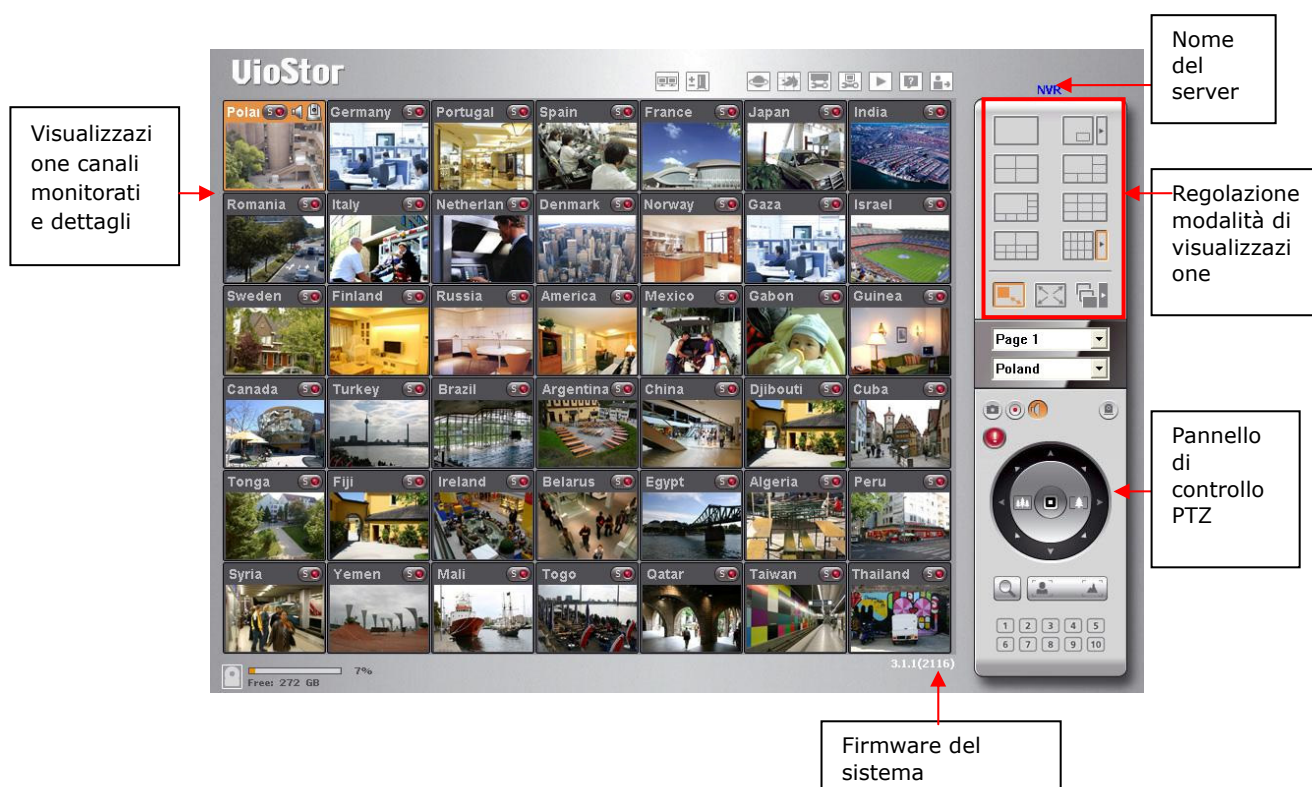 Nome
del
server
VioStor
NVR
Visualizzazi
one canali
monitorati
e dettagli
Polar S Germany S Portugal S Spain S France S Japan S India S
Romania S Italy S Netherlan S Denmark S Norway S Gaza S Israel S
Sweden S Finland S Russia S America S Mexico S Gabon S Guinea S
Canada S Turkey S Brazil S Argentina S China S Djibouti S Cuba S
Tonga S Fiji S Ireland S Belarus S Egypt S Algeria S Peru S
Syria S Yemen S Mali S Togo S Qatar S Taiwan S Thailand S
Regolazione
modalità di
visualizzazi
one
Page 1
Poland
Pannello
di
controllo
PTZ
1 2 3 4 5
6 7 8 9 10
7%
Free: 272 GB
3.1.1(2116)
Firmware del
sistema